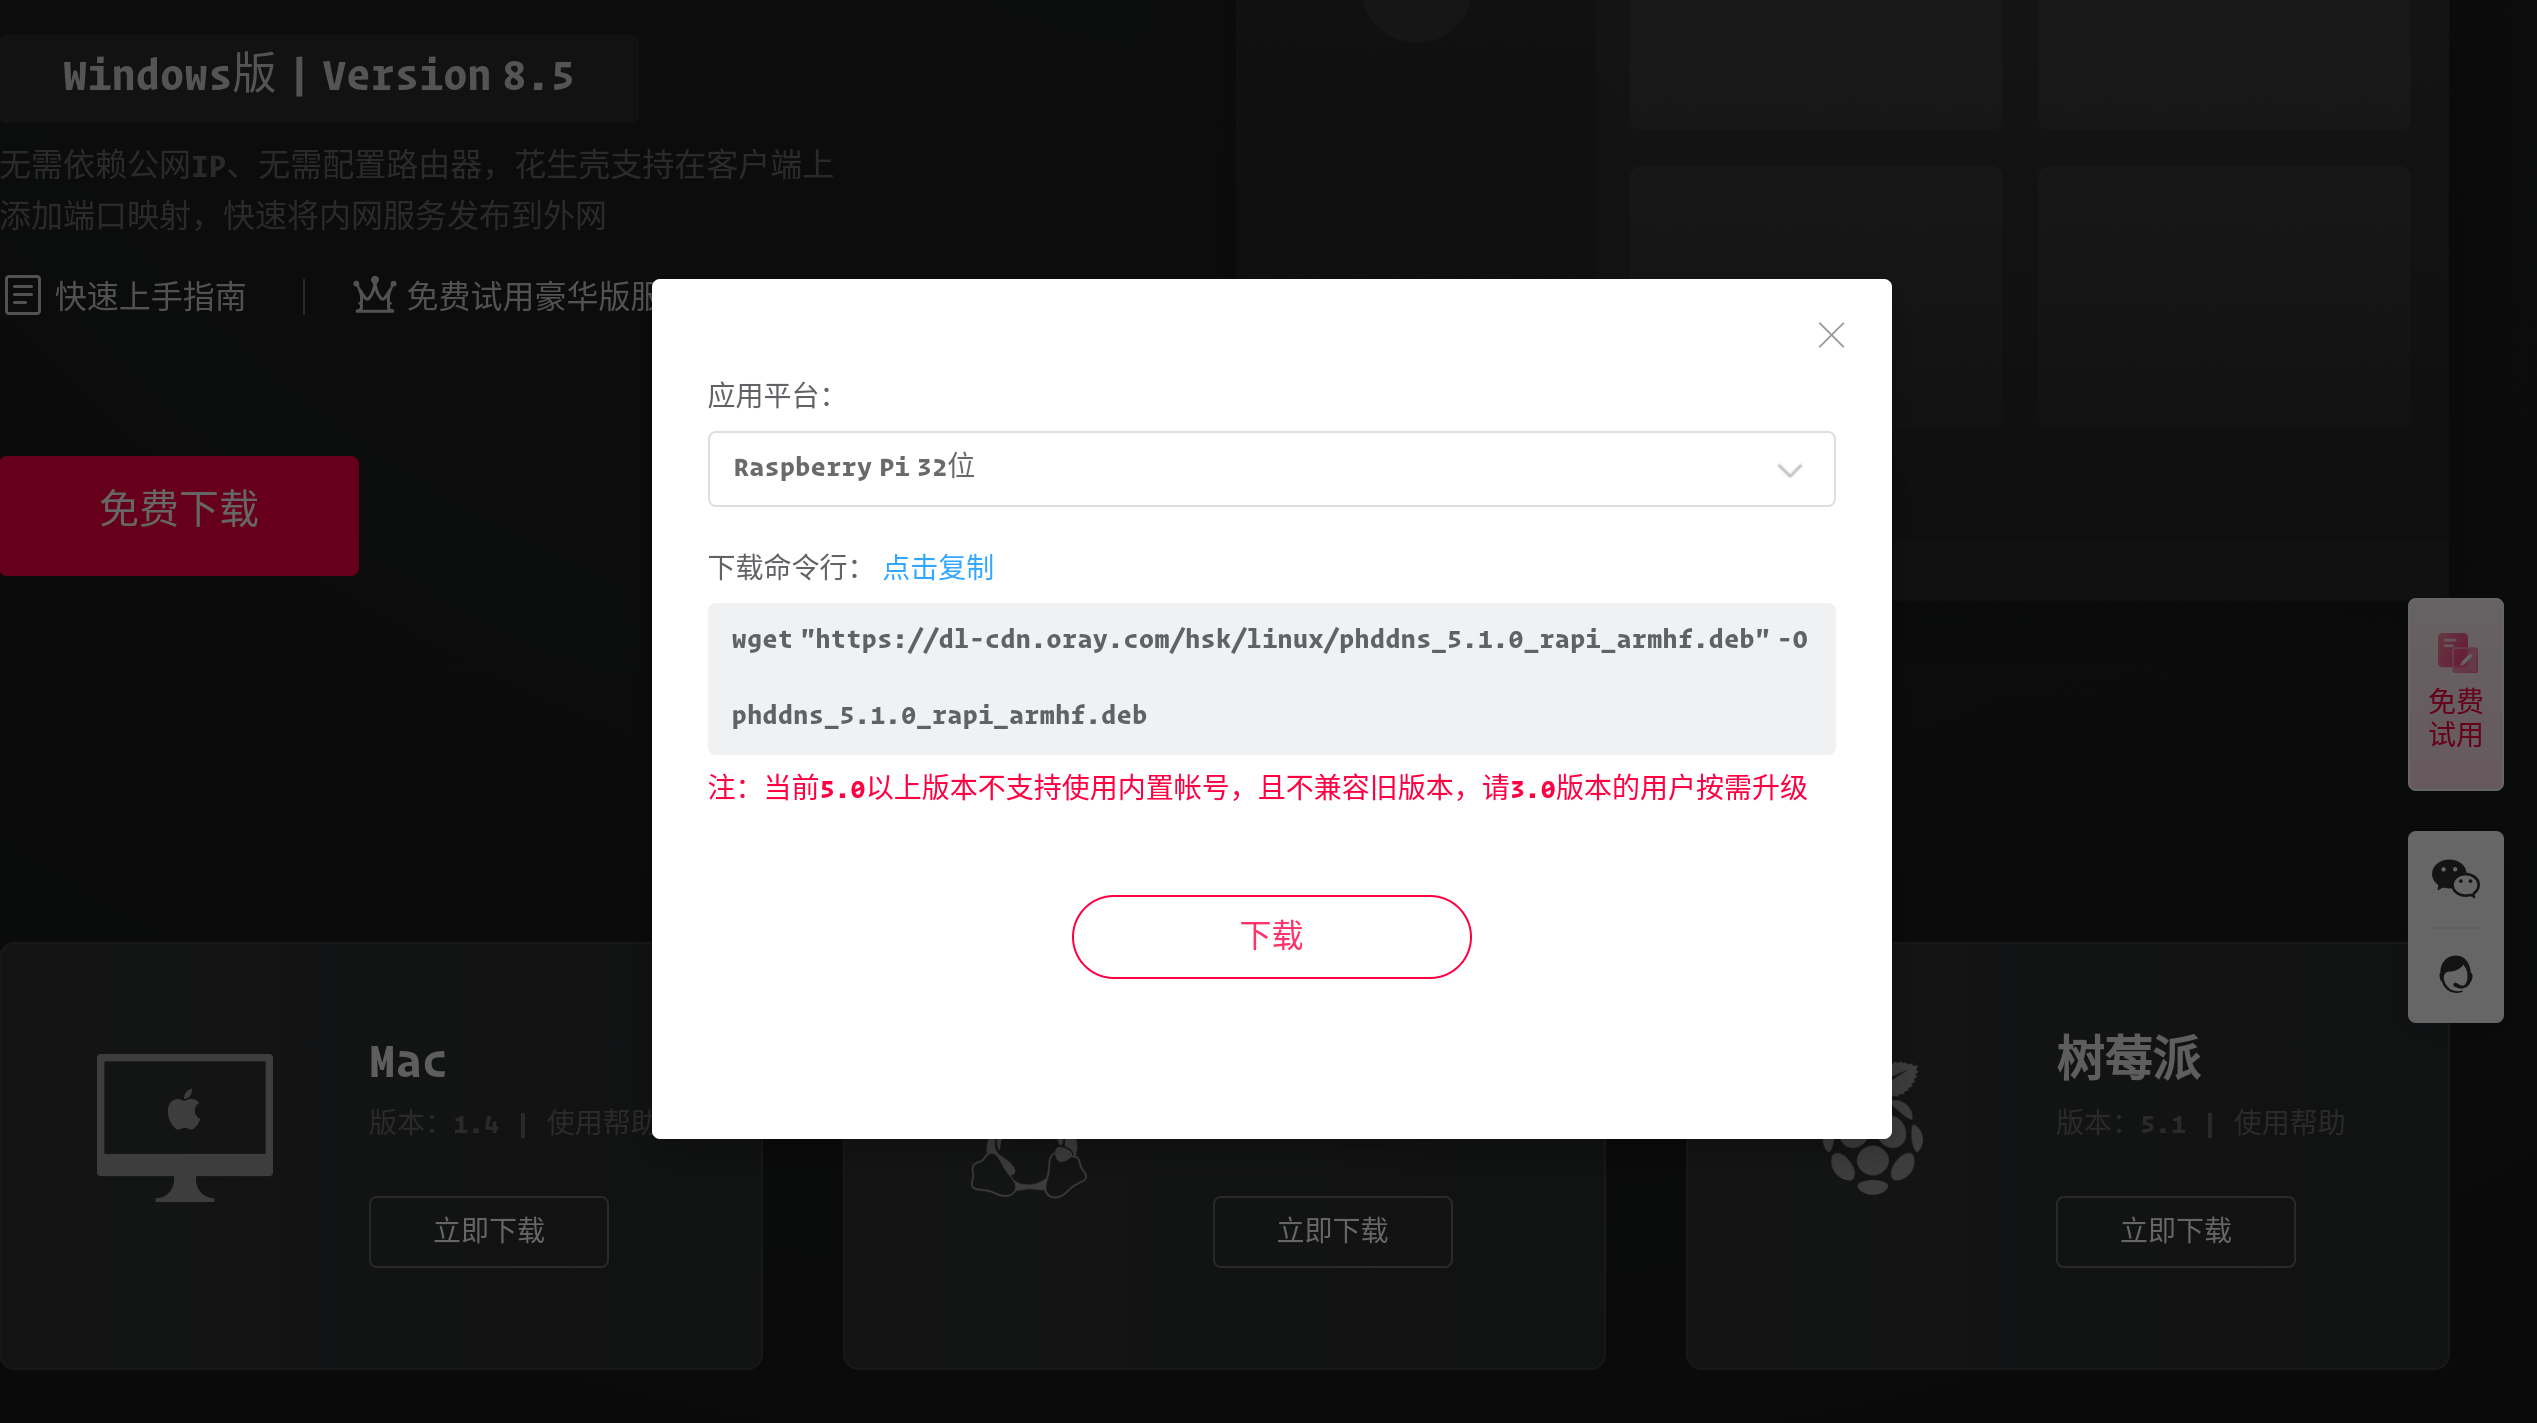 Windows版 | Version 8.5
无需依赖公网IP、无需配置路由器，花生壳支持在客户端上
添加端口映射，快速将内网服务发布到外网
快速上手指南 | 免费试用豪华版服
免费下载
应用平台：
Raspberry Pi 32位
下载命令行： 点击复制
wget "https://dl-cdn.oray.com/hsk/linux/phddns_5.1.0_rapi_armhf.deb" -O
phddns_5.1.0_rapi_armhf.deb
注：当前5.0以上版本不支持使用内置帐号，且不兼容旧版本，请3.0版本的用户按需升级
下载
免费
试用
Mac
版本：1.4 | 使用帮助
立即下载
立即下载
树莓派
版本：5.1 | 使用帮助
立即下载